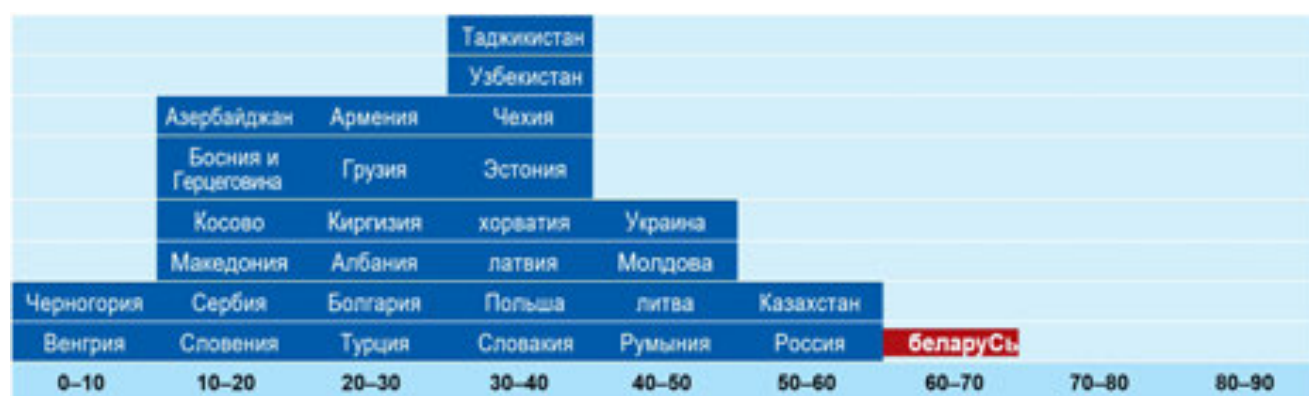 Таджикистан
Узбекистан
Азербайджан Армения Чехия
Босния и Герцеговина Грузия Эстония
Косово Киргизия хорватия Украина
Македония Албания латвия Молдова
Черногория Сербия Болгария Польша литва Казахстан
Венгрия Словения Турция Словакия Румыния Россия беларуСь
0–10 10–20 20–30 30–40 40–50 50–60 60–70 70–80 80–90